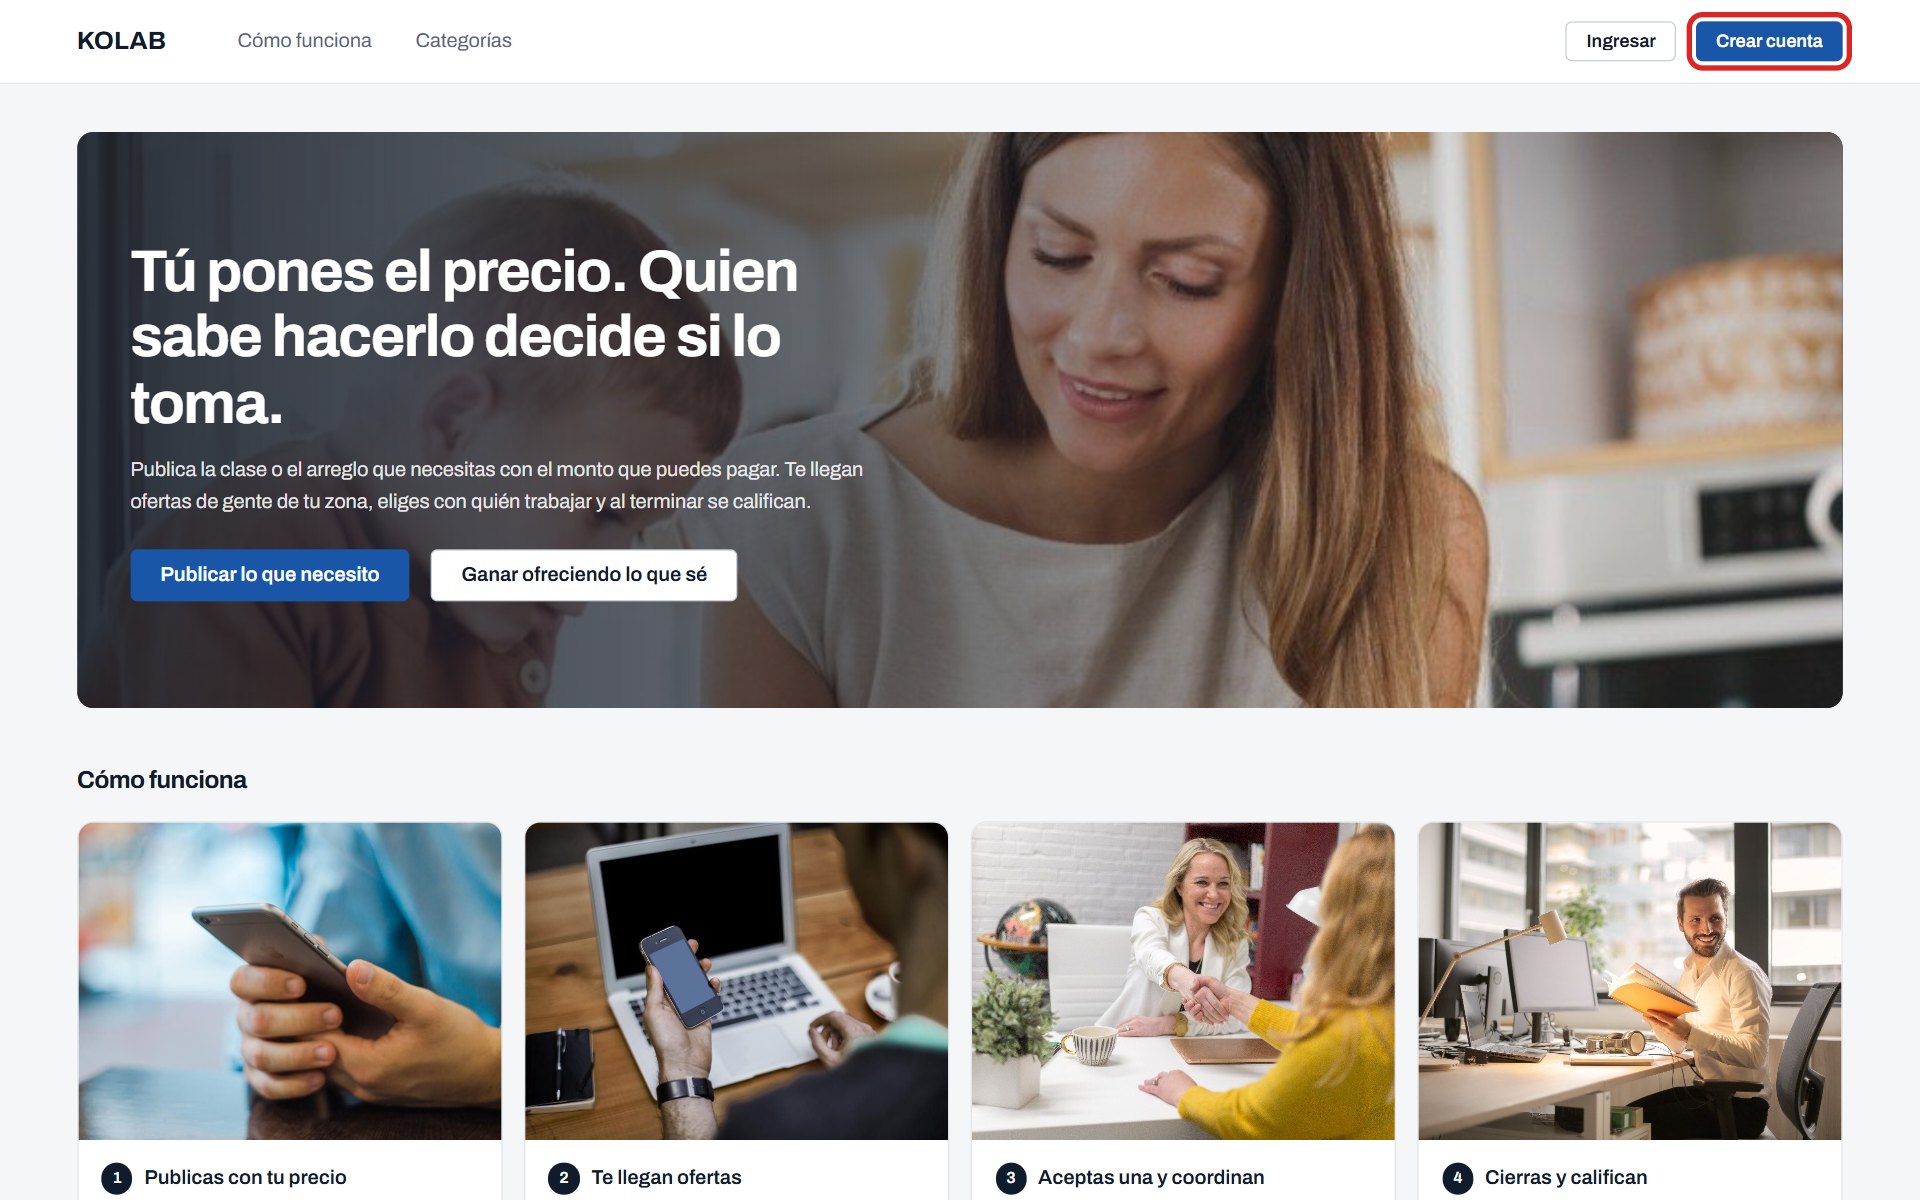 KOLAB
Cómo funciona
Categorías
Ingresar
Crear cuenta
Tú pones el precio. Quien
sabe hacerlo decide si lo
toma.
Publica la clase o el arreglo que necesitas con el monto que puedes pagar. Te llegan
ofertas de gente de tu zona, eliges con quién trabajar y al terminar se califican.
Publicar lo que necesito
Ganar ofreciendo lo que sé
Cómo funciona
1 Publicas con tu precio
2 Te llegan ofertas
3 Aceptas una y coordinan
4 Cierras y califican